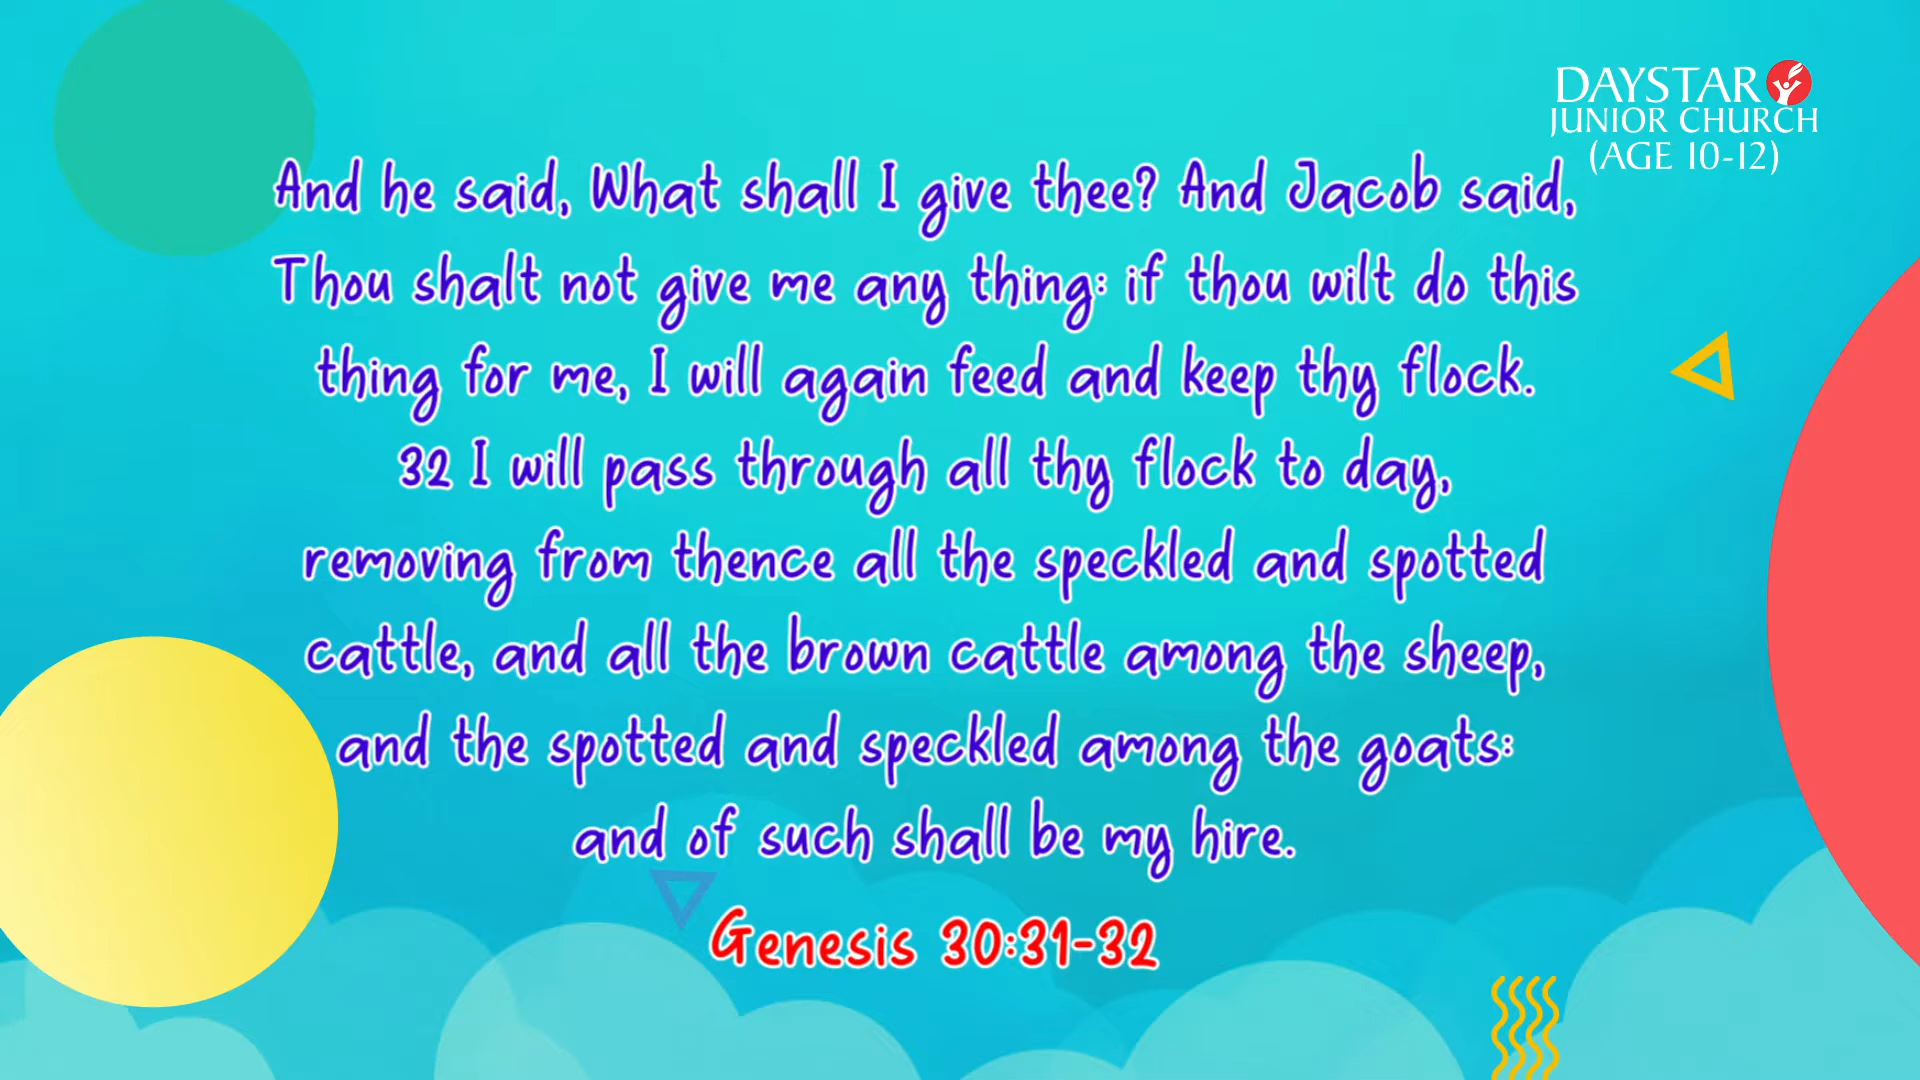 DAYSTAR
JUNIOR CHURCH
(AGE 10-12)
And he said, What shall I give thee? And Jacob said,
Thou shalt not give me any thing: if thou wilt do this
thing for me, I will again feed and keep thy flock.
32 I will pass through all thy flock to day,
removing from thence all the speckled and spotted
cattle, and all the brown cattle among the sheep,
and the spotted and speckled among the goats:
and of such shall be my hire.
Genesis 30:31-32